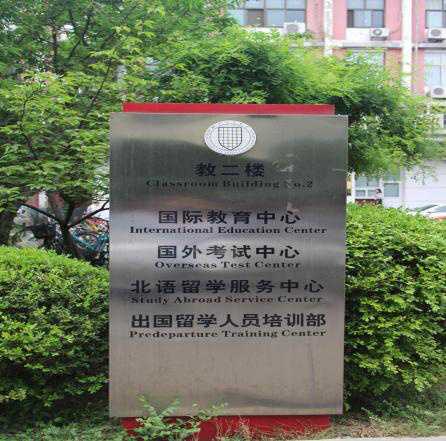 教二楼
Classroom Building No.2
国际教育中心
International Education Center
国外考试中心
Overseas Test Center
北语留学服务中心
Study Abroad Service Center
出国留学人员培训部
Predeparture Training Center